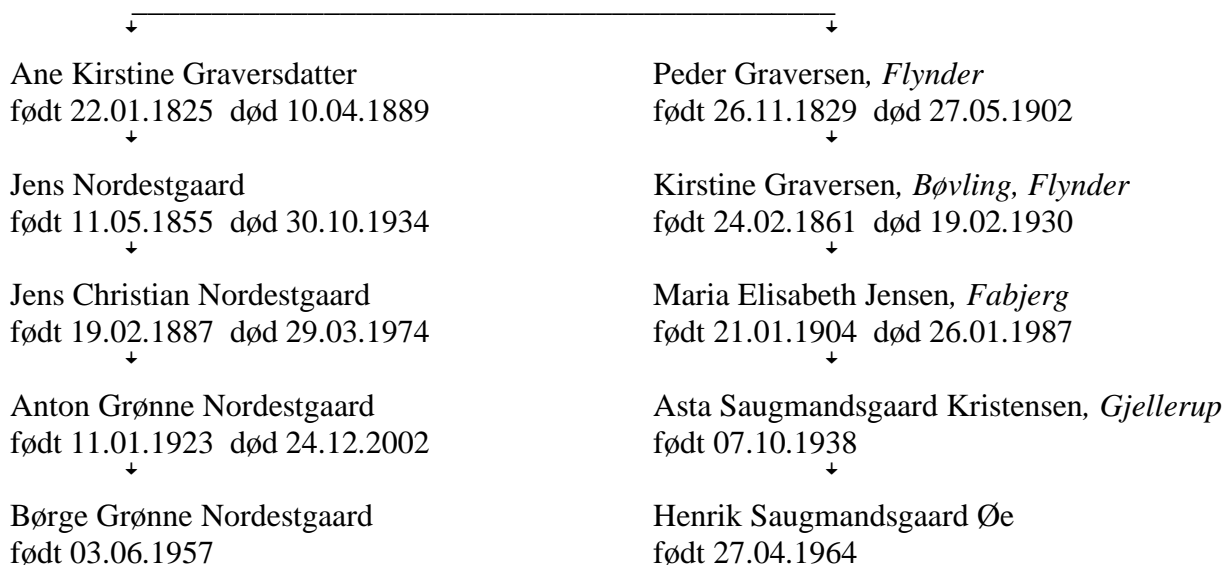 Ane Kirstine Graversdatter
født 22.01.1825 død 10.04.1889
Jens Nordestgaard
født 11.05.1855 død 30.10.1934
Jens Christian Nordestgaard
født 19.02.1887 død 29.03.1974
Anton Grønne Nordestgaard
født 11.01.1923 død 24.12.2002
Børge Grønne Nordestgaard
født 03.06.1957
Peder Graversen, Flynder
født 26.11.1829 død 27.05.1902
Kirstine Graversen, Bøvling, Flynder
født 24.02.1861 død 19.02.1930
Maria Elisabeth Jensen, Fabjerg
født 21.01.1904 død 26.01.1987
Asta Saugmandsgaard Kristensen, Gjellerup
født 07.10.1938
Henrik Saugmandsgaard Øe
født 27.04.1964